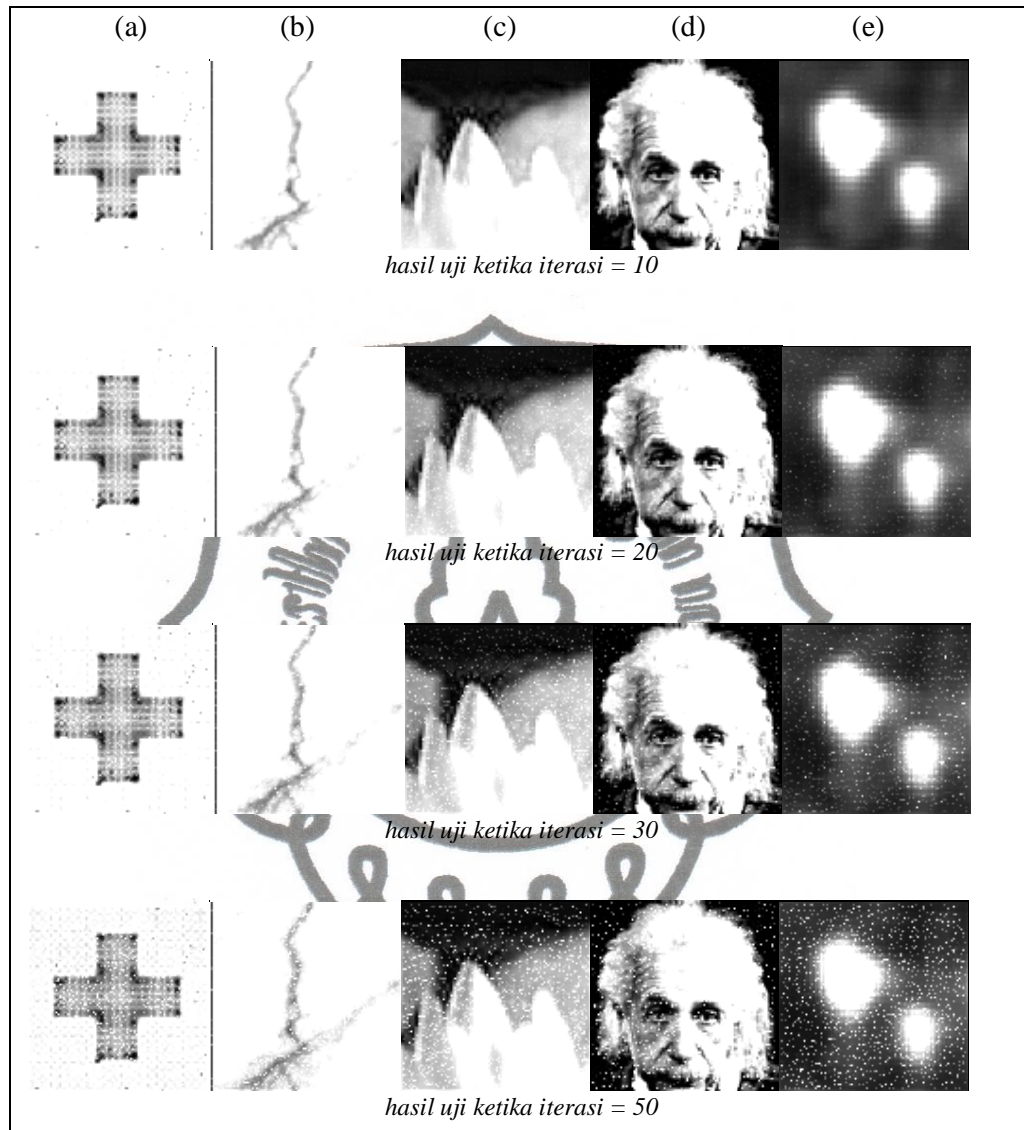 (a) (b) (c) (d) (e)
hasil uji ketika iterasi = 10
hasil uji ketika iterasi = 20
hasil uji ketika iterasi = 30
hasil uji ketika iterasi = 50